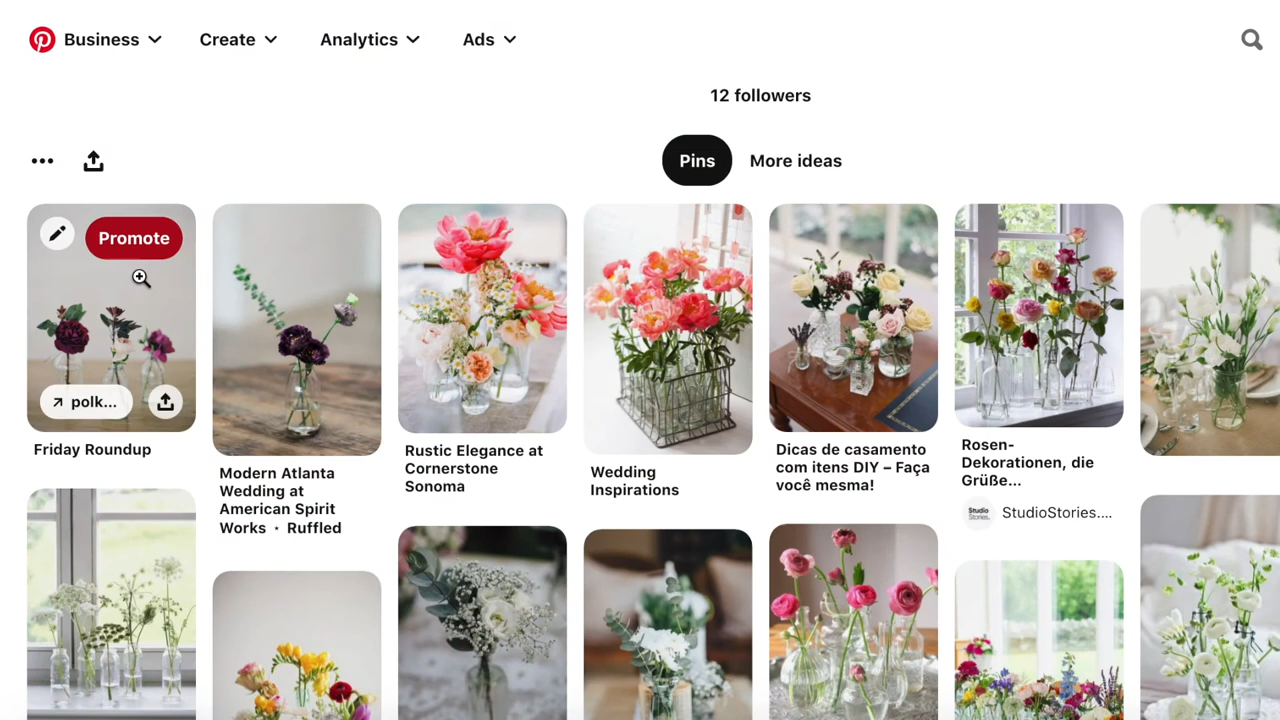 Business
Create
Analytics
Ads
12 followers
Pins
More ideas
Promote
polk...
Friday Roundup
Modern Atlanta
Wedding at
American Spirit
Works • Ruffled
Rustic Elegance at
Cornerstone
Sonoma
Wedding
Inspirations
Dicas de casamento
com itens DIY – Faça
você mesma!
Rosen-
Dekorationen, die
Grüße...
Studio
Stories.
StudioStories....